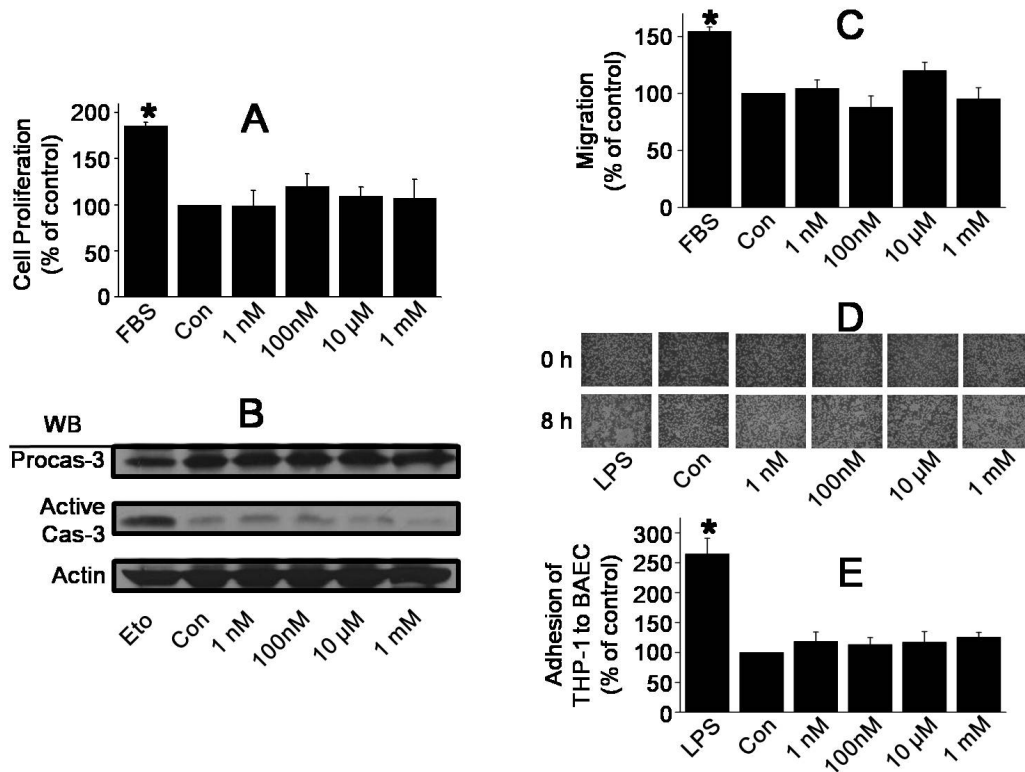 A
Cell Proliferation
(% of control)
200
150
100
50
0
*
FBS
Con
1 nM
100nM
10 µM
1 mM
B
WB
Procas-3
Active
Cas-3
Actin
Eto
Con
1 nM
100nM
10 µM
1 mM
C
Migration
(% of control)
150
100
50
0
*
FBS
Con
1 nM
100nM
10 µM
1 mM
D
0 h
8 h
LPS
Con
1 nM
100nM
10 µM
1 mM
E
Adhesion of
THP-1 to BAEC
(% of control)
300
250
200
150
100
50
0
*
LPS
Con
1 nM
100nM
10 µM
1 mM